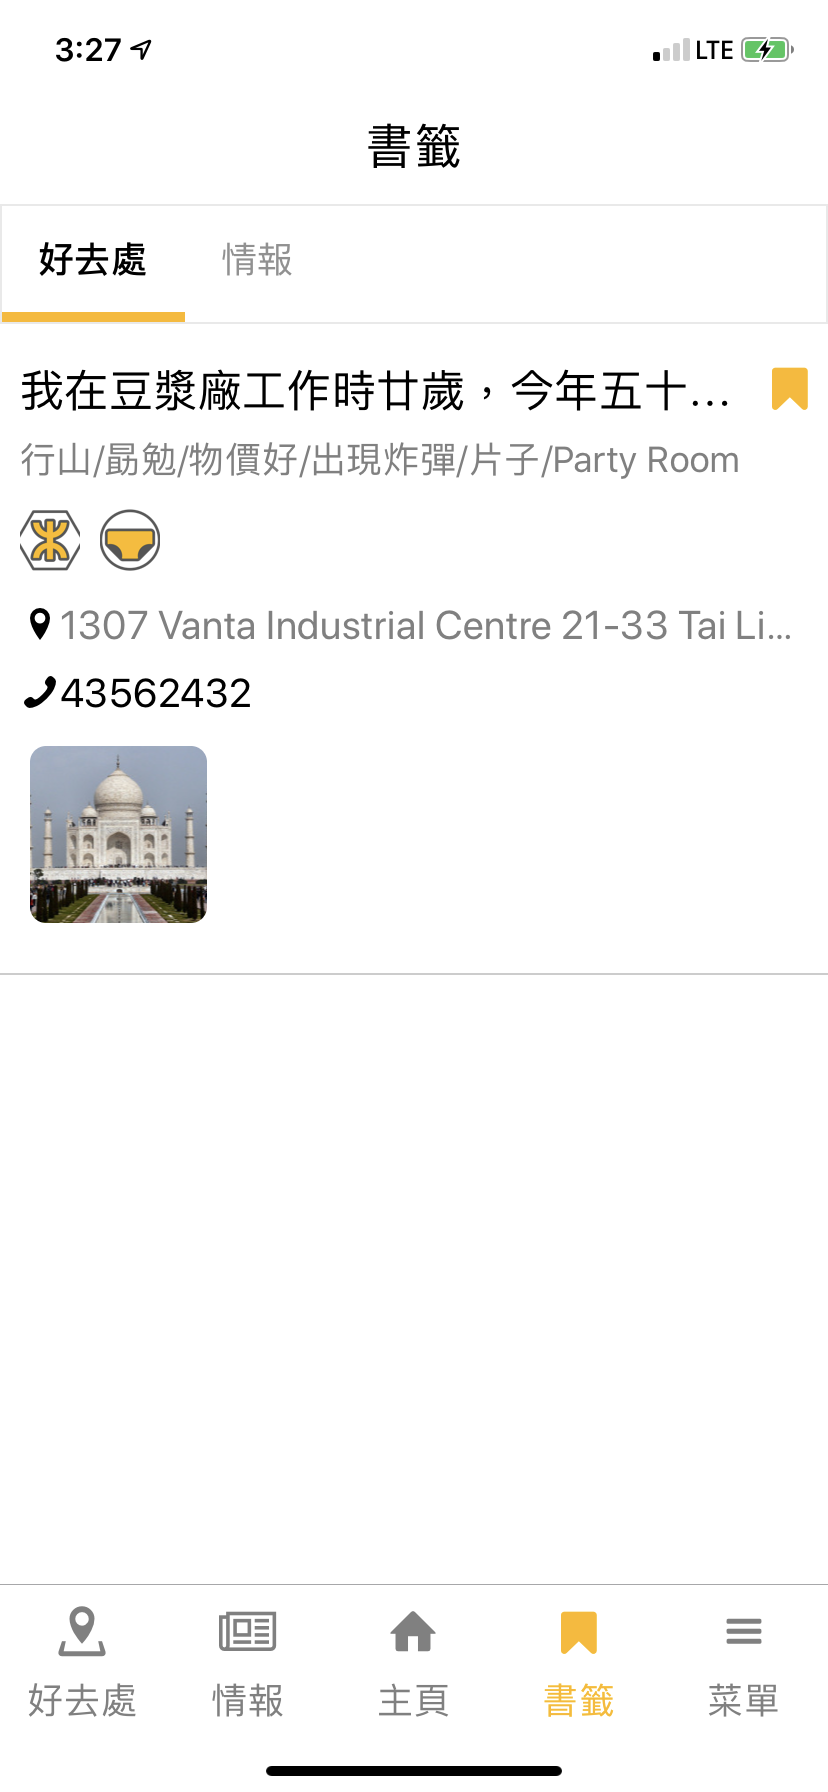 3:27 LTE
書籤
好去處 情報
我在豆漿廠工作時廿歲，今年五十...
行山/勗勉/物價好/出現炸彈/片子/Party Room
1307 Vanta Industrial Centre 21-33 Tai Li...
43562432
好去處 情報 主頁 書籤 菜單